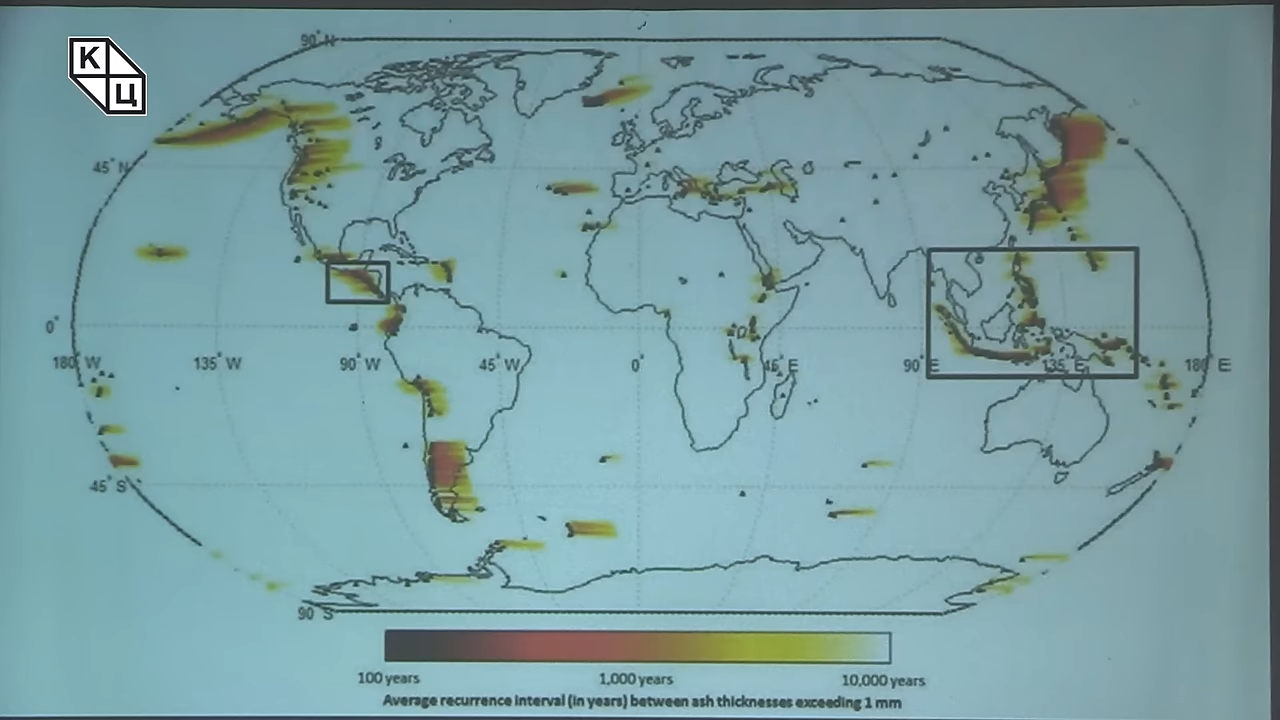 К
Ц
90° N
45° N
0°
180° W
135° W
90° W
45° W
0°
45° E
90° E
135° E
180° E
45° S
90° S
100 years
1,000 years
10,000 years
Average recurrence interval (in years) between ash thicknesses exceeding 1 mm